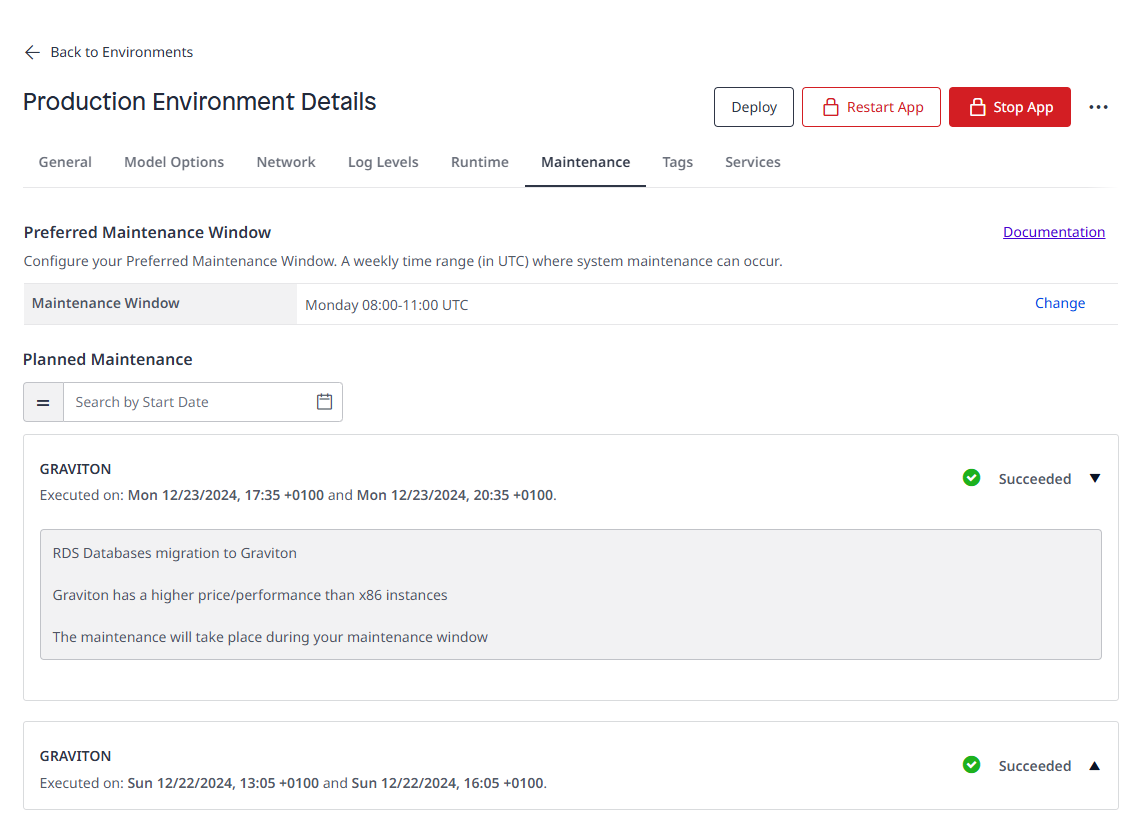 Back to Environments
Production Environment Details
Deploy
Restart App
Stop App
General
Model Options
Network
Log Levels
Runtime
Maintenance
Tags
Services
Preferred Maintenance Window
Documentation
Configure your Preferred Maintenance Window. A weekly time range (in UTC) where system maintenance can occur.
Maintenance Window
Monday 08:00-11:00 UTC
Change
Planned Maintenance
=
Search by Start Date
GRAVITON
Executed on: Mon 12/23/2024, 17:35 +0100 and Mon 12/23/2024, 20:35 +0100.
Succeeded
RDS Databases migration to Graviton
Graviton has a higher price/performance than x86 instances
The maintenance will take place during your maintenance window
GRAVITON
Executed on: Sun 12/22/2024, 13:05 +0100 and Sun 12/22/2024, 16:05 +0100.
Succeeded